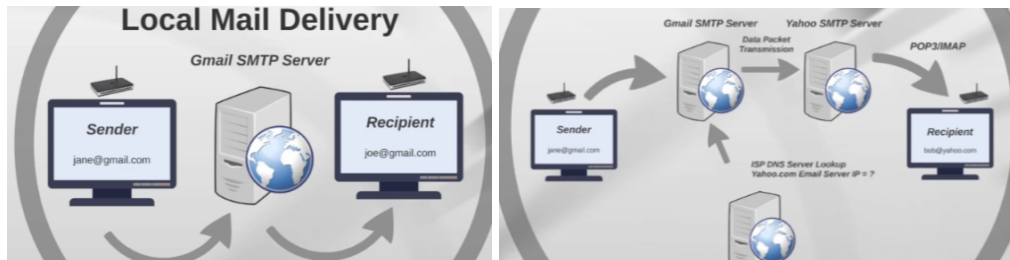 Local Mail Delivery
Gmail SMTP Server
Sender
jane@gmail.com
Recipient
joe@gmail.com
Gmail SMTP Server
Yahoo SMTP Server
Data Packet
Transmission
POP3/IMAP
Sender
jane@gmail.com
Recipient
bob@yahoo.com
ISP DNS Server Lookup
Yahoo.com Email Server IP = ?